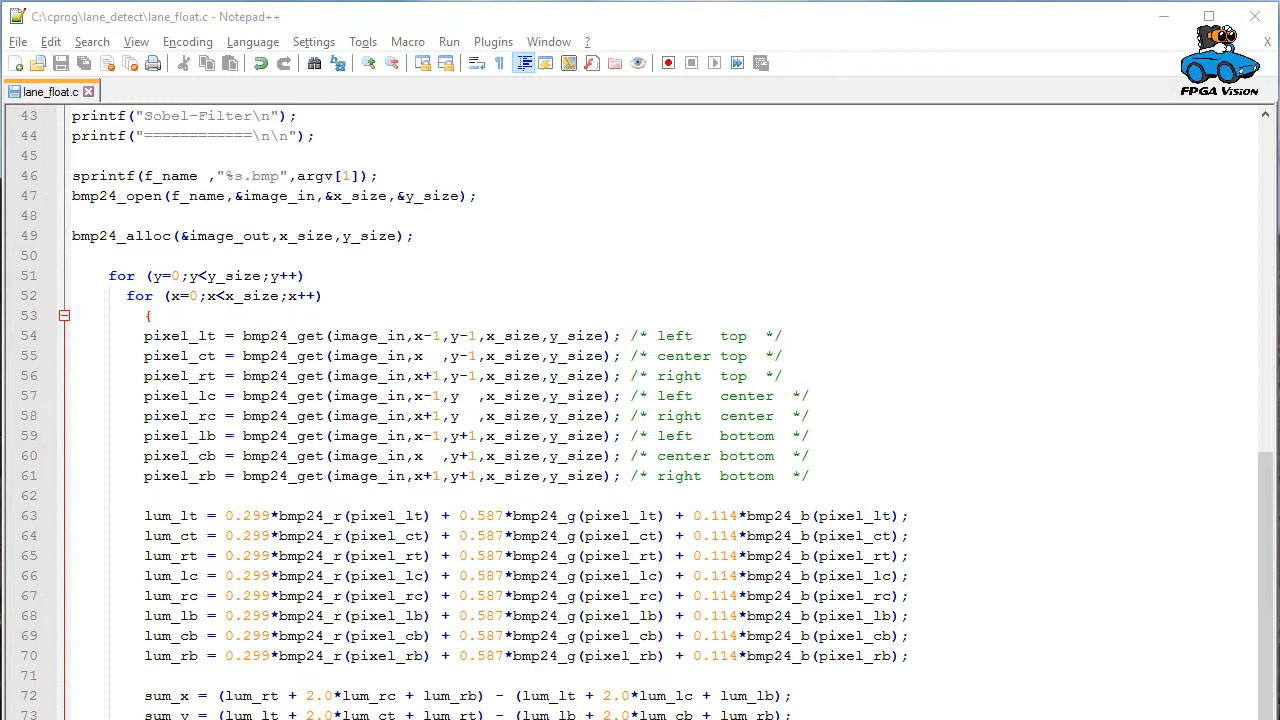 C:\cprog\lane_detect\lane_float.c - Notepad++
File Edit Search View Encoding Language Settings Tools Macro Run Plugins Window ? X
FPGA Vision
lane_float.c
43 printf("Sobel-Filter\n");
44 printf("============\n\n");
45
46 sprintf(f_name ,"%s.bmp",argv[1]);
47 bmp24_open(f_name,&image_in,&x_size,&y_size);
48
49 bmp24_alloc(&image_out,x_size,y_size);
50
51 for (y=0;y<y_size;y++)
52 for (x=0;x<x_size;x++)
53 {
54 pixel_lt = bmp24_get(image_in,x-1,y-1,x_size,y_size); /* left   top  */
55 pixel_ct = bmp24_get(image_in,x  ,y-1,x_size,y_size); /* center top  */
56 pixel_rt = bmp24_get(image_in,x+1,y-1,x_size,y_size); /* right  top  */
57 pixel_lc = bmp24_get(image_in,x-1,y  ,x_size,y_size); /* left   center  */
58 pixel_rc = bmp24_get(image_in,x+1,y  ,x_size,y_size); /* right  center  */
59 pixel_lb = bmp24_get(image_in,x-1,y+1,x_size,y_size); /* left   bottom  */
60 pixel_cb = bmp24_get(image_in,x  ,y+1,x_size,y_size); /* center bottom  */
61 pixel_rb = bmp24_get(image_in,x+1,y+1,x_size,y_size); /* right  bottom  */
62
63 lum_lt = 0.299*bmp24_r(pixel_lt) + 0.587*bmp24_g(pixel_lt) + 0.114*bmp24_b(pixel_lt);
64 lum_ct = 0.299*bmp24_r(pixel_ct) + 0.587*bmp24_g(pixel_ct) + 0.114*bmp24_b(pixel_ct);
65 lum_rt = 0.299*bmp24_r(pixel_rt) + 0.587*bmp24_g(pixel_rt) + 0.114*bmp24_b(pixel_rt);
66 lum_lc = 0.299*bmp24_r(pixel_lc) + 0.587*bmp24_g(pixel_lc) + 0.114*bmp24_b(pixel_lc);
67 lum_rc = 0.299*bmp24_r(pixel_rc) + 0.587*bmp24_g(pixel_rc) + 0.114*bmp24_b(pixel_rc);
68 lum_lb = 0.299*bmp24_r(pixel_lb) + 0.587*bmp24_g(pixel_lb) + 0.114*bmp24_b(pixel_lb);
69 lum_cb = 0.299*bmp24_r(pixel_cb) + 0.587*bmp24_g(pixel_cb) + 0.114*bmp24_b(pixel_cb);
70 lum_rb = 0.299*bmp24_r(pixel_rb) + 0.587*bmp24_g(pixel_rb) + 0.114*bmp24_b(pixel_rb);
71
72 sum_x = (lum_rt + 2.0*lum_rc + lum_rb) - (lum_lt + 2.0*lum_lc + lum_lb);
73 sum_y = (lum_lt + 2.0*lum_ct + lum_rt) - (lum_lb + 2.0*lum_cb + lum_rb);